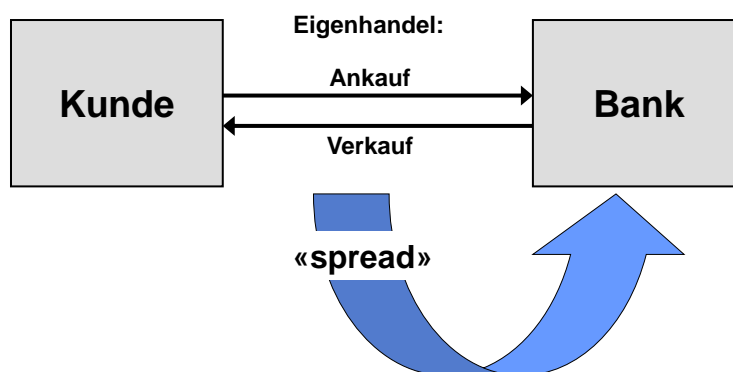 Eigenhandel:
Kunde
Ankauf
Verkauf
Bank
«spread»